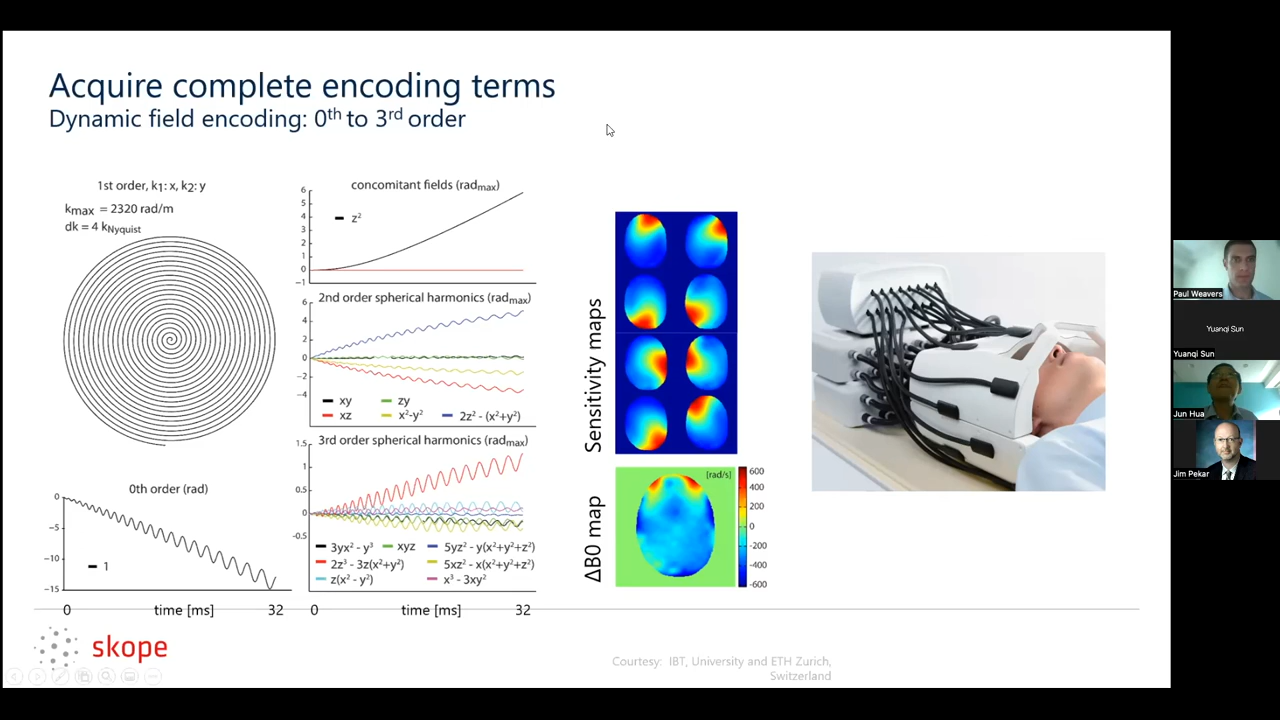 Acquire complete encoding terms
Dynamic field encoding: 0th to 3rd order
1st order, k1: x, k2: y
kmax = 2320 rad/m
dk = 4 kNyquist
0th order (rad)
0
−5
−10
−15
1
0
time [ms]
32
concomitant fields (radmax)
6
5
4
3
2
1
0
−1
z²
2nd order spherical harmonics (radmax)
6
4
2
0
−2
−4
xy
zy
xz
x²-y²
2z² - (x²+y²)
3rd order spherical harmonics (radmax)
1.5
1
0.5
0
-0.5
3yx² - y³
xyz
5yz² - y(x²+y²+z²)
2z³ - 3z(x²+y²)
5xz² - x(x²+y²+z²)
z(x² - y²)
x³ - 3xy²
0
time [ms]
32
Sensitivity maps
ΔB0 map
[rad/s]
600
400
200
0
-200
-400
-600
skope
Courtesy: IBT, University and ETH Zurich,
Switzerland
Paul Weavers
Yuanqi Sun
Yuanqi Sun
Jun Hua
Jim Pekar